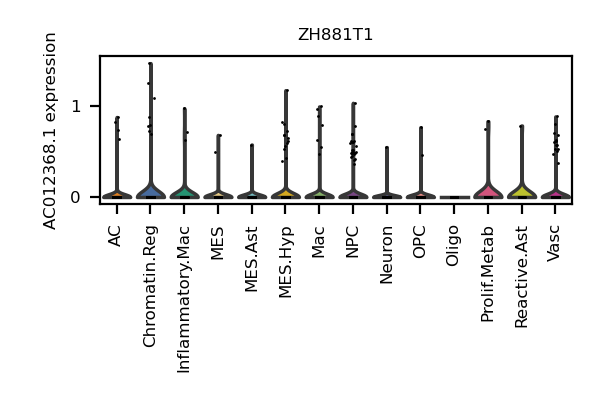 ZH881T1
AC012368.1 expression
1
0
AC
Chromatin.Reg
Inflammatory.Mac
MES
MES.Ast
MES.Hyp
Mac
NPC
Neuron
OPC
Oligo
Prolif.Metab
Reactive.Ast
Vasc